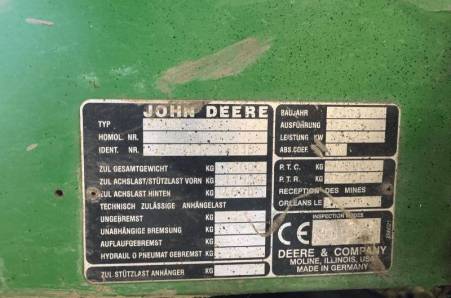 JOHN DEERE
TYP
HOMOL. NR.
IDENT. NR.
ZUL GESAMTGEWICHT KG
ZUL ACHSLAST/STÜTZLAST VORN KG
ZUL ACHSLAST HINTEN KG
TECHNISCH ZULÄSSIGE ANHÄNGELAST
UNGEBREMST KG
UNABHÄNGIGE BREMSUNG KG
AUFLAUFGEBREMST KG
HYDRAUL O PNEUMAT GEBREMST KG
ZUL STÜTZLAST ANHÄNGER KG
BAUJAHR
AUSFÜHRUNG
LEISTUNG KW
ABS.COEF.
P. T. C. KG
P. T. R. KG
RECEPTION DES MINES
ORLEANS LE
INSPECTION MINES
CE
DEERE & COMPANY
MOLINE, ILLINOIS, USA
MADE IN GERMANY